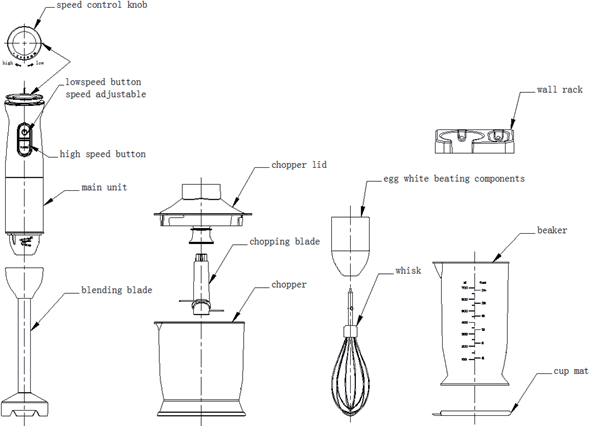 speed control knob
high
low
lowspeed button
speed adjustable
high speed button
main unit
blending blade
chopper lid
chopping blade
chopper
egg white beating components
whisk
wall rack
beaker
cup mat